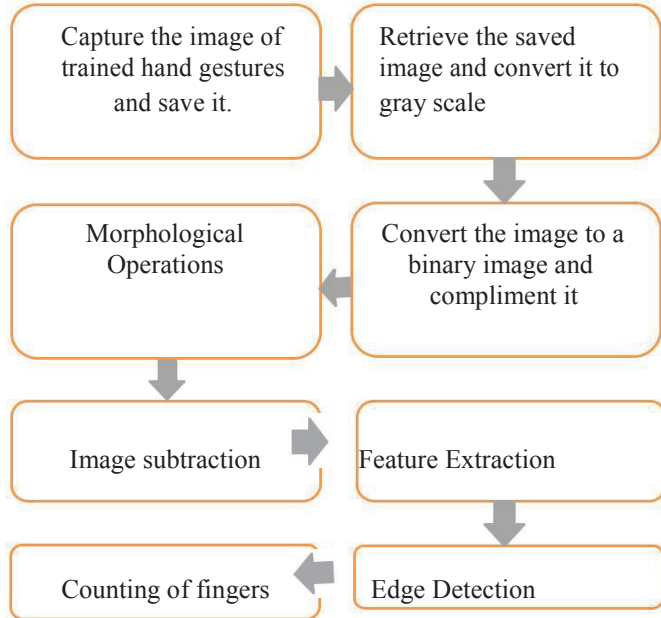 Capture the image of
trained hand gestures
and save it.
Retrieve the saved
image and convert it to
gray scale
Convert the image to a
binary image and
compliment it
Morphological
Operations
Image subtraction
Feature Extraction
Edge Detection
Counting of fingers